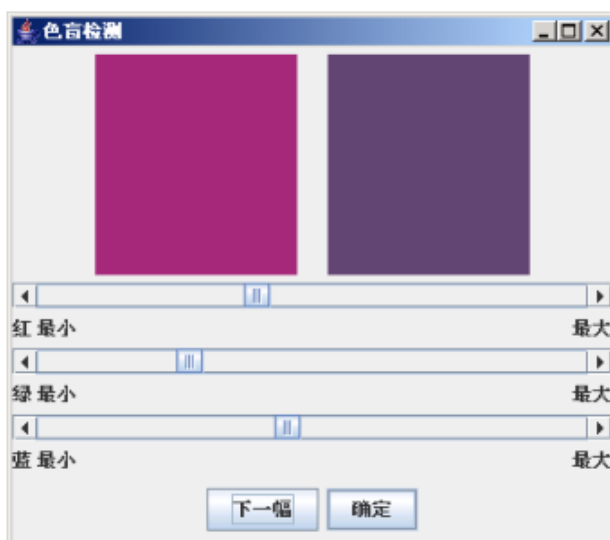 色盲检测
红 最小 最大
绿 最小 最大
蓝 最小 最大
下一幅 确定